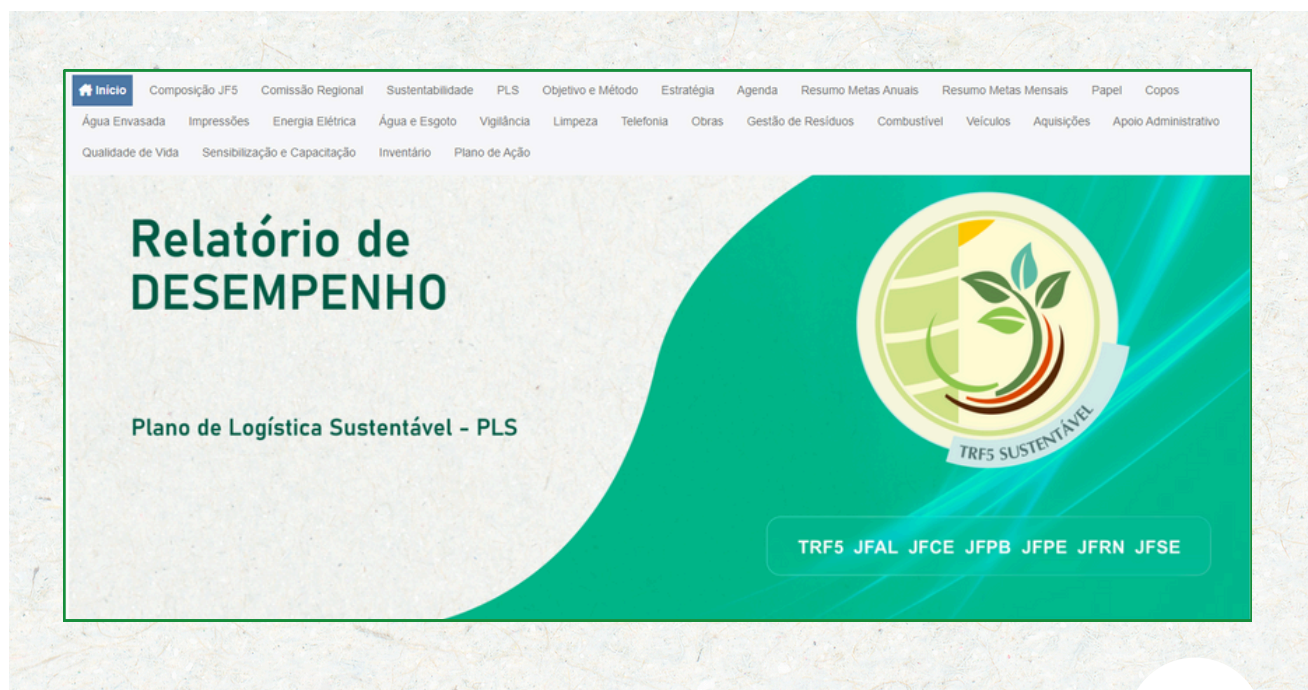 Início Composição JF5 Comissão Regional Sustentabilidade PLS Objetivo e Método Estratégia Agenda Resumo Metas Anuais Resumo Metas Mensais Papel Copos
Água Envasada Impressões Energia Elétrica Água e Esgoto Vigilância Limpeza Telefonia Obras Gestão de Resíduos Combustível Veículos Aquisições Apoio Administrativo
Qualidade de Vida Sensibilização e Capacitação Inventário Plano de Ação
Relatório de
DESEMPENHO
Plano de Logística Sustentável - PLS
TRF5 SUSTENTÁVEL
TRF5 JFAL JFCE JFPB JFPE JFRN JFSE